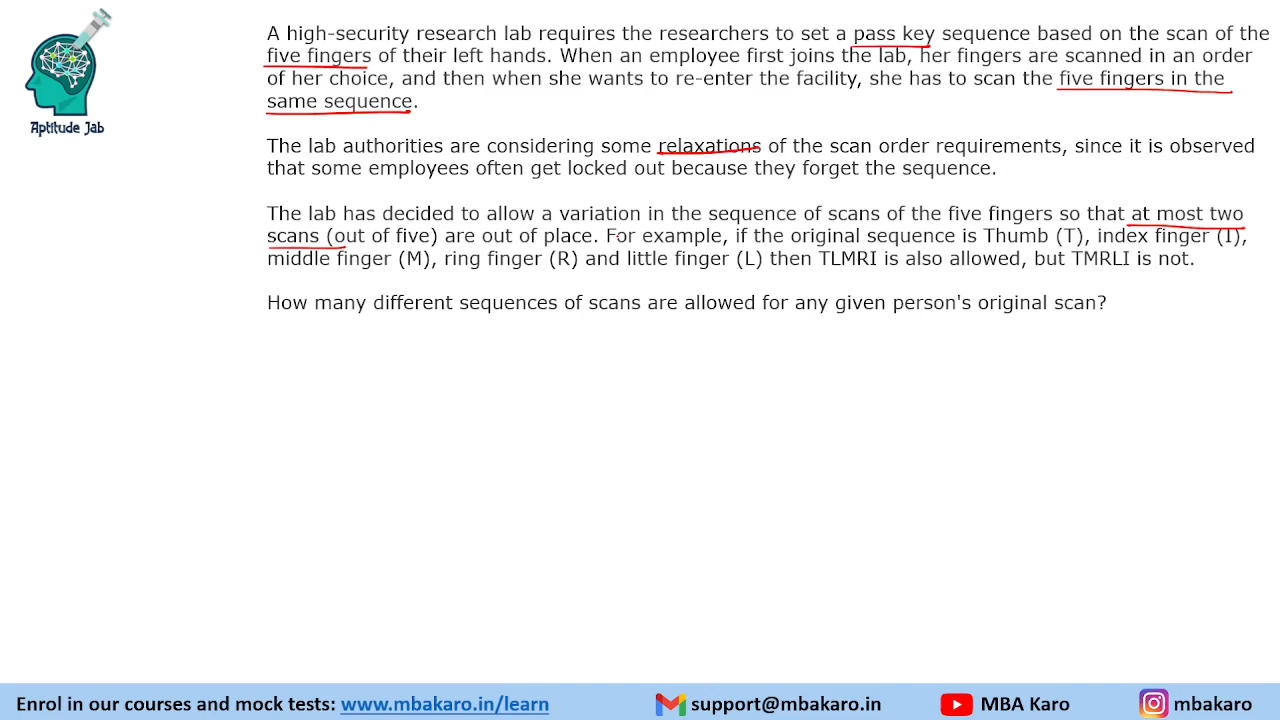 A high-security research lab requires the researchers to set a pass key sequence based on the scan of the
five fingers of their left hands. When an employee first joins the lab, her fingers are scanned in an order
of her choice, and then when she wants to re-enter the facility, she has to scan the five fingers in the
same sequence.
Aptitude Jab
The lab authorities are considering some relaxations of the scan order requirements, since it is observed
that some employees often get locked out because they forget the sequence.
The lab has decided to allow a variation in the sequence of scans of the five fingers so that at most two
scans (out of five) are out of place. For example, if the original sequence is Thumb (T), index finger (I),
middle finger (M), ring finger (R) and little finger (L) then TLMRI is also allowed, but TMRLI is not.
How many different sequences of scans are allowed for any given person's original scan?
Enrol in our courses and mock tests: www.mbakaro.in/learn support@mbakaro.in MBA Karo mbakaro